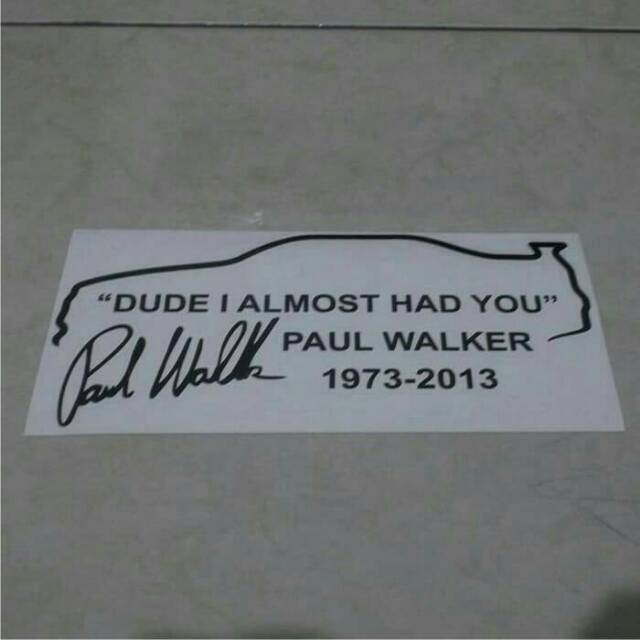 “DUDE I ALMOST HAD YOU”
PAUL WALKER
1973-2013
Paul Walker